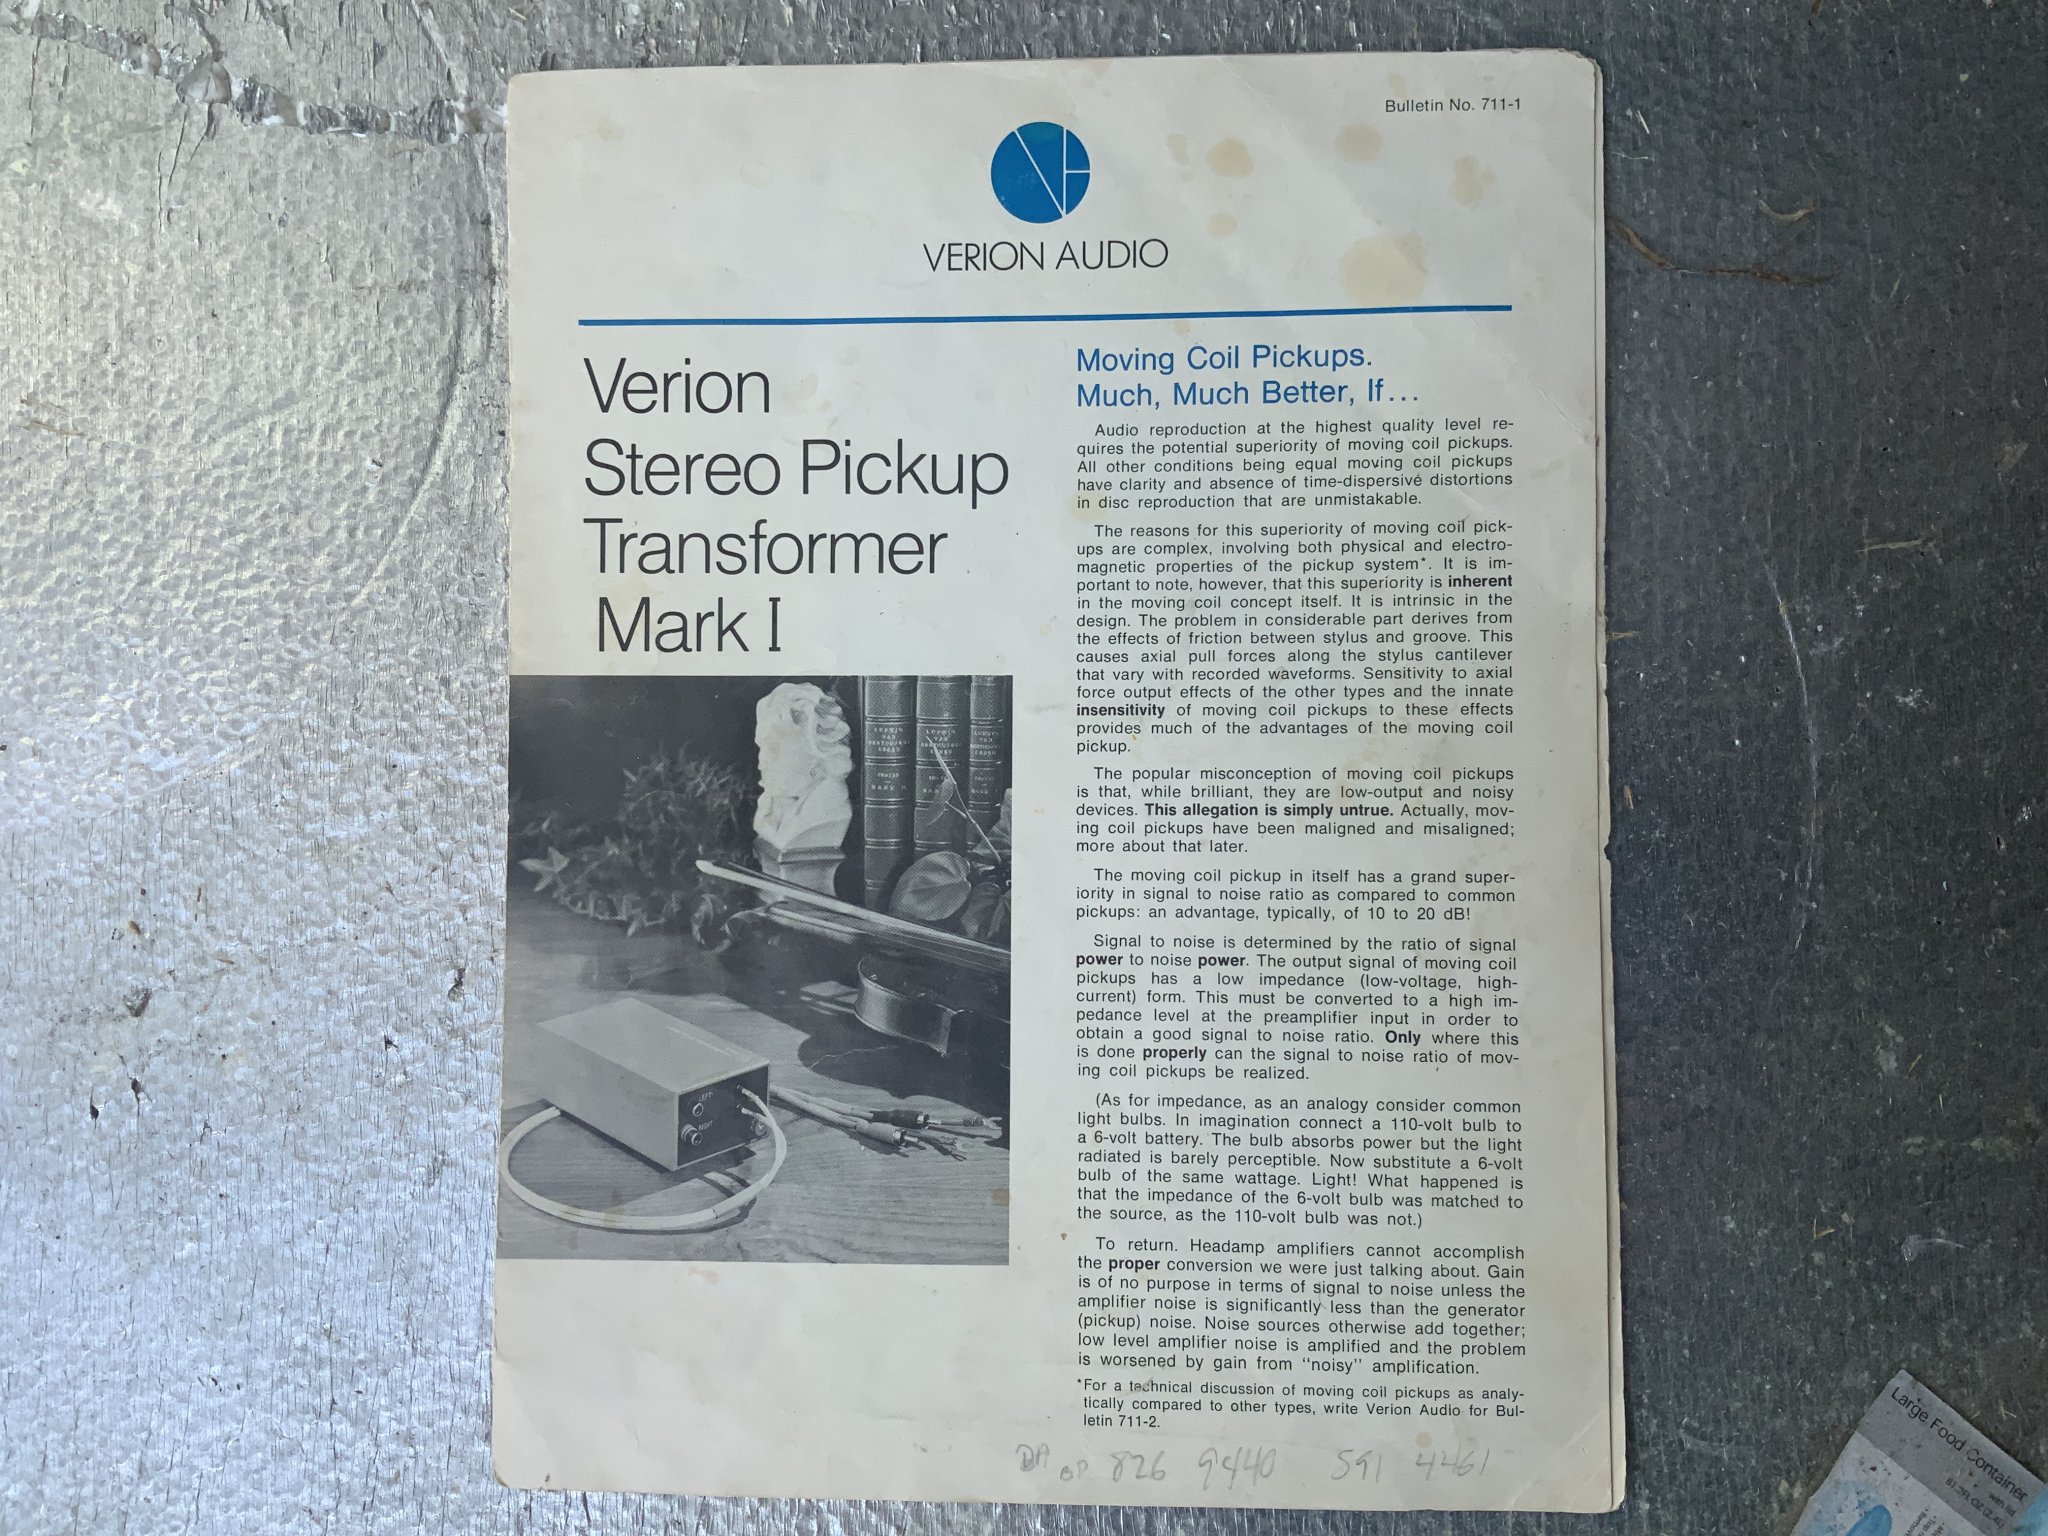 Bulletin No. 711-1
VERION AUDIO
Verion
Stereo Pickup
Transformer
Mark I
LUDWIG
VAN
LUDWIG
VAN
LUDWIG
VAN
LEFT
RIGHT
Moving Coil Pickups.
Much, Much Better, If...
Audio reproduction at the highest quality level re-
quires the potential superiority of moving coil pickups.
All other conditions being equal moving coil pickups
have clarity and absence of time-dispersive distortions
in disc reproduction that are unmistakable.
The reasons for this superiority of moving coil pick-
ups are complex, involving both physical and electro-
magnetic properties of the pickup system*. It is im-
portant to note, however, that this superiority is inherent
in the moving coil concept itself. It is intrinsic in the
design. The problem in considerable part derives from
the effects of friction between stylus and groove. This
causes axial pull forces along the stylus cantilever
that vary with recorded waveforms. Sensitivity to axial
force output effects of the other types and the innate
insensitivity of moving coil pickups to these effects
provides much of the advantages of the moving coil
pickup.
The popular misconception of moving coil pickups
is that, while brilliant, they are low-output and noisy
devices. This allegation is simply untrue. Actually, mov-
ing coil pickups have been maligned and misaligned;
more about that later.
The moving coil pickup in itself has a grand super-
iority in signal to noise ratio as compared to common
pickups: an advantage, typically, of 10 to 20 dB!
Signal to noise is determined by the ratio of signal
power to noise power. The output signal of moving coil
pickups has a low impedance (low-voltage, high-
current) form. This must be converted to a high im-
pedance level at the preamplifier input in order to
obtain a good signal to noise ratio. Only where this
is done properly can the signal to noise ratio of mov-
ing coil pickups be realized.
(As for impedance, as an analogy consider common
light bulbs. In imagination connect a 110-volt bulb to
a 6-volt battery. The bulb absorbs power but the light
radiated is barely perceptible. Now substitute a 6-volt
bulb of the same wattage. Light! What happened is
that the impedance of the 6-volt bulb was matched to
the source, as the 110-volt bulb was not.)
To return. Headamp amplifiers cannot accomplish
the proper conversion we were just talking about. Gain
is of no purpose in terms of signal to noise unless the
amplifier noise is significantly less than the generator
(pickup) noise. Noise sources otherwise add together;
low level amplifier noise is amplified and the problem
is worsened by gain from "noisy" amplification.
*For a technical discussion of moving coil pickups as analy-
tically compared to other types, write Verion Audio for Bul-
letin 711-2.
826 9440 591 4461
Large Food Container
with lid